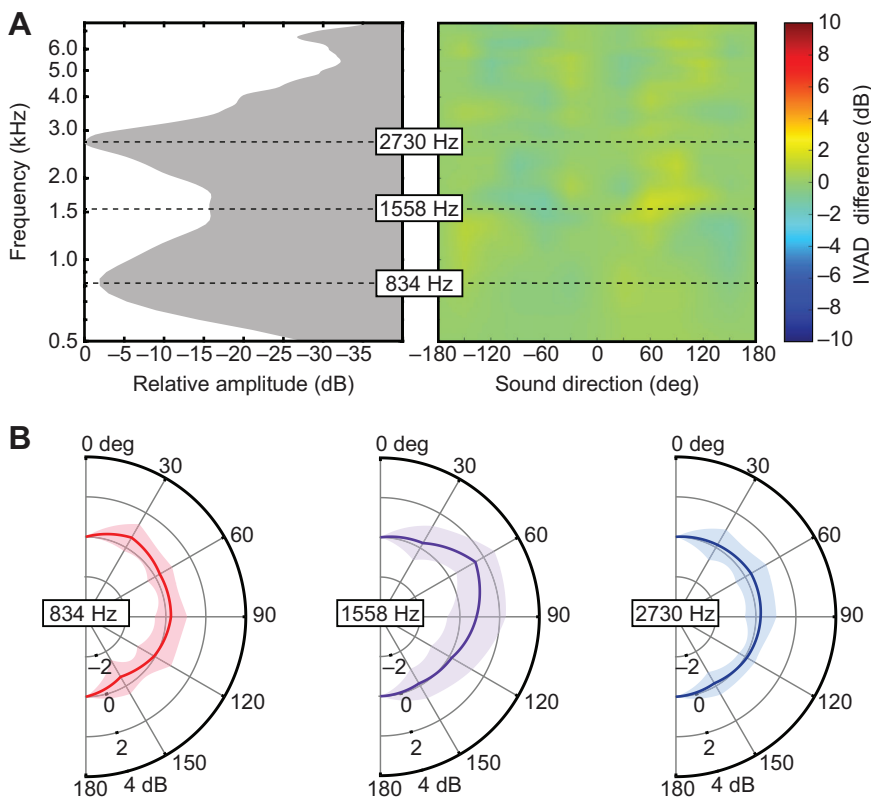 A
6.0
5.0
4.0
3.0
2.0
1.5
1.0
0.5
Frequency (kHz)
0 –5 –10 –15 –20 –25 –30 –35
Relative amplitude (dB)
2730 Hz
1558 Hz
834 Hz
–180 –120 –60 0 60 120 180
Sound direction (deg)
10
8
6
4
2
0
–2
–4
–6
–8
–10
IVAD difference (dB)
B
0 deg
30
60
90
120
150
180
834 Hz
–2
0
2
4 dB
0 deg
30
60
90
120
150
180
1558 Hz
–2
0
2
4 dB
0 deg
30
60
90
120
150
180
2730 Hz
–2
0
2
4 dB